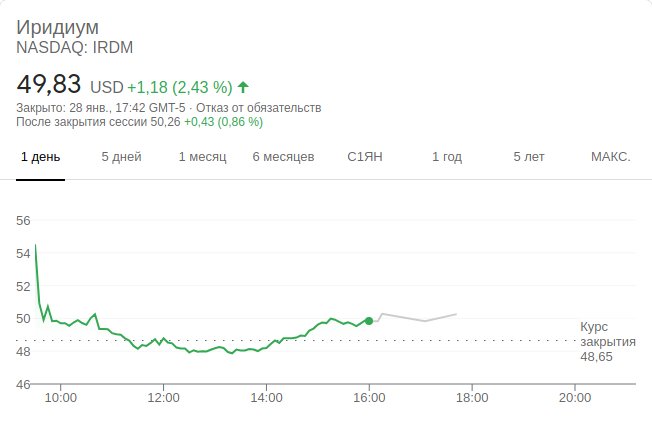 Иридиум
NASDAQ: IRDM
49,83 USD +1,18 (2,43 %)
Закрыто: 28 янв., 17:42 GMT-5 · Отказ от обязательств
После закрытия сессии 50,26 +0,43 (0,86 %)
1 день 5 дней 1 месяц 6 месяцев С1ЯН 1 год 5 лет МАКС.
56
54
52
50
48
46
Курс
закрытия
48,65
10:00 12:00 14:00 16:00 18:00 20:00